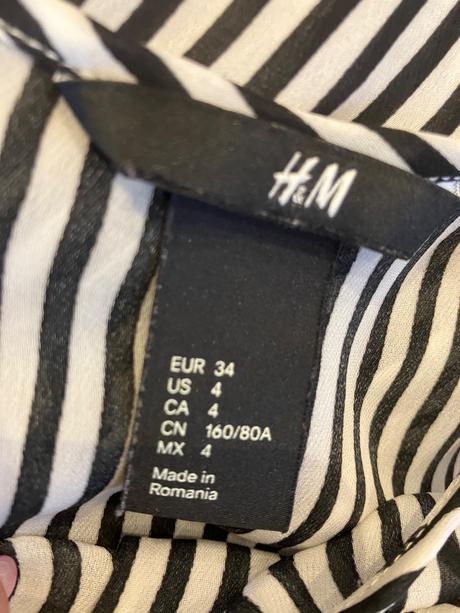 H&M
EUR 34
US 4
CA 4
CN 160/80A
MX 4
Made in
Romania